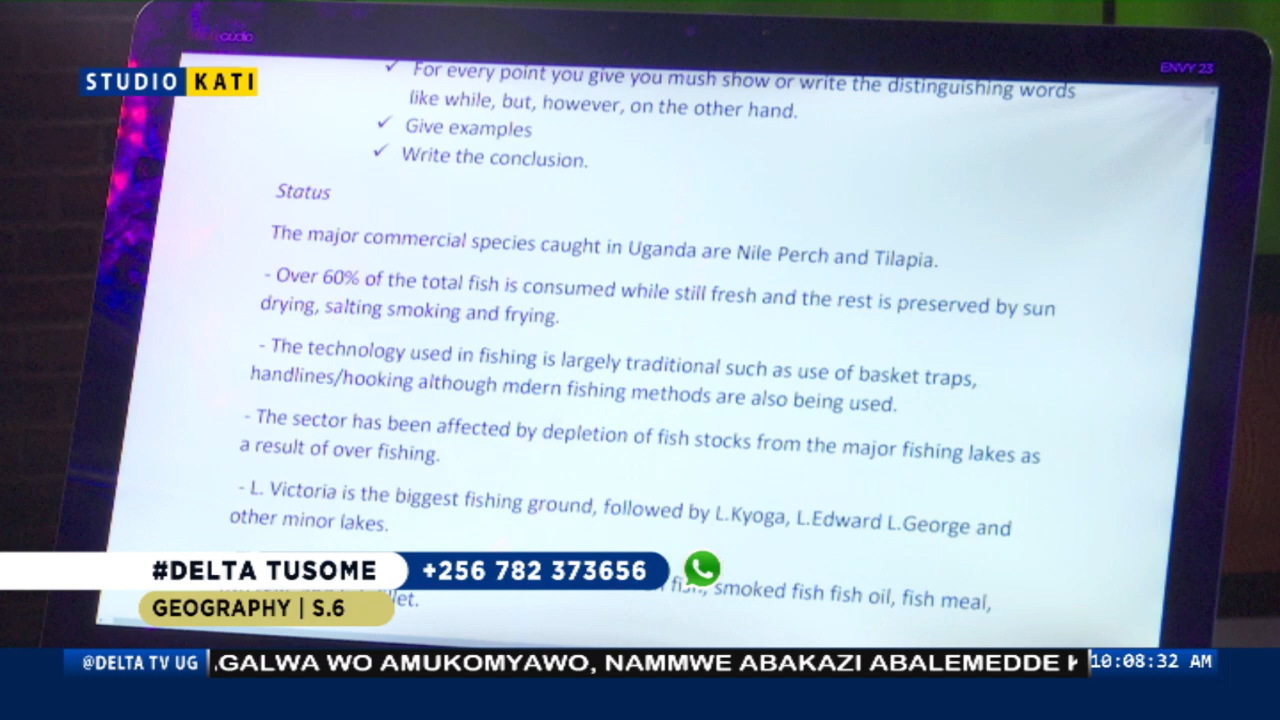 STUDIO KATI
ENVY 23
✓ For every point you give you mush show or write the distinguishing words
like while, but, however, on the other hand.
✓ Give examples
✓ Write the conclusion.
Status
The major commercial species caught in Uganda are Nile Perch and Tilapia.
- Over 60% of the total fish is consumed while still fresh and the rest is preserved by sun
drying, salting smoking and frying.
- The technology used in fishing is largely traditional such as use of basket traps,
handlines/hooking although mdern fishing methods are also being used.
- The sector has been affected by depletion of fish stocks from the major fishing lakes as
a result of over fishing.
- L. Victoria is the biggest fishing ground, followed by L.Kyoga, L.Edward L.George and
other minor lakes.
smoked fish fish oil, fish meal,
#DELTA TUSOME +256 782 373656
GEOGRAPHY | S.6
@DELTA TV UG .GALWA WO AMUKOMYAWO, NAMMWE ABAKAZI ABALEMEDDE 10:08:32 AM